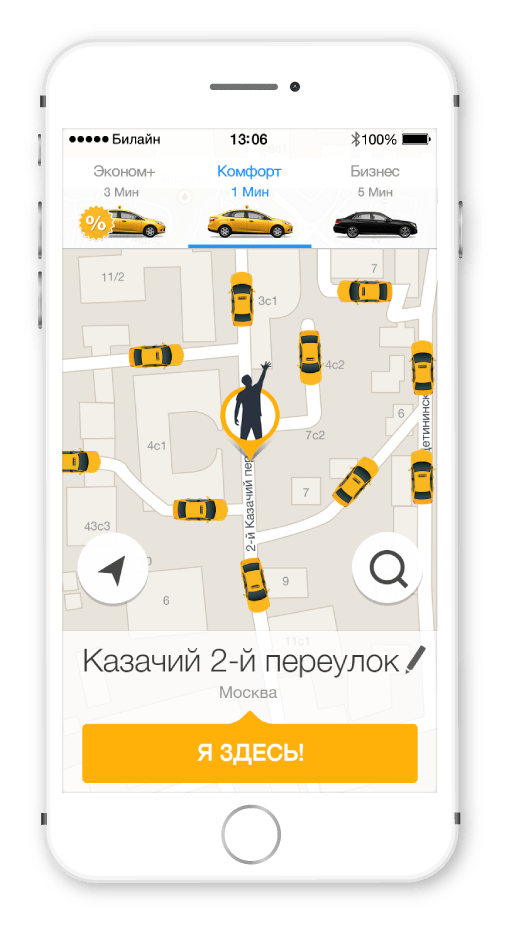 Билайн 13:06 100%
Эконом+ Комфорт Бизнес
3 Мин 1 Мин 5 Мин
%
11/2
3с1
7
4с2
6
7с2
4с1
7
2-й Казачий пер
43с3
9
6
11с1
Казачий 2-й переулок
Москва
Я ЗДЕСЬ!